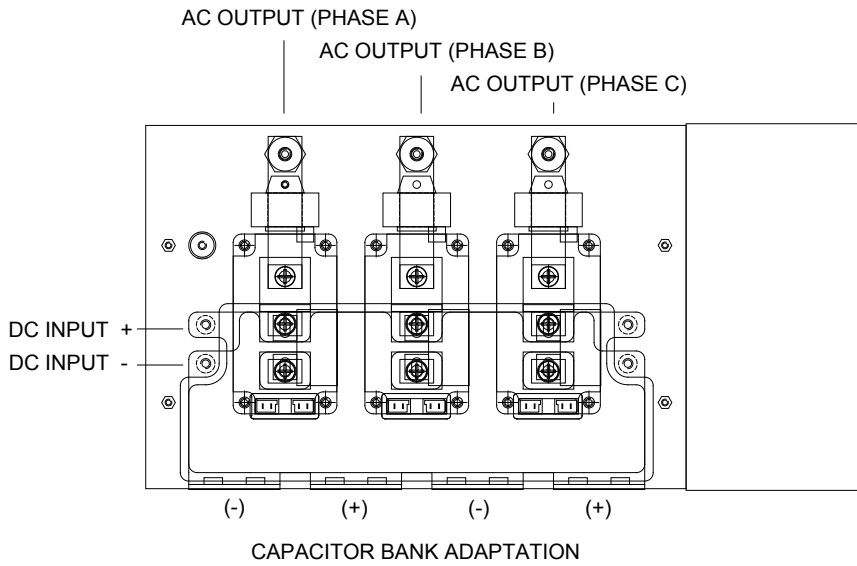 AC OUTPUT (PHASE A)
AC OUTPUT (PHASE B)
AC OUTPUT (PHASE C)
DC INPUT +
DC INPUT -
(-) (+) (-) (+)
CAPACITOR BANK ADAPTATION